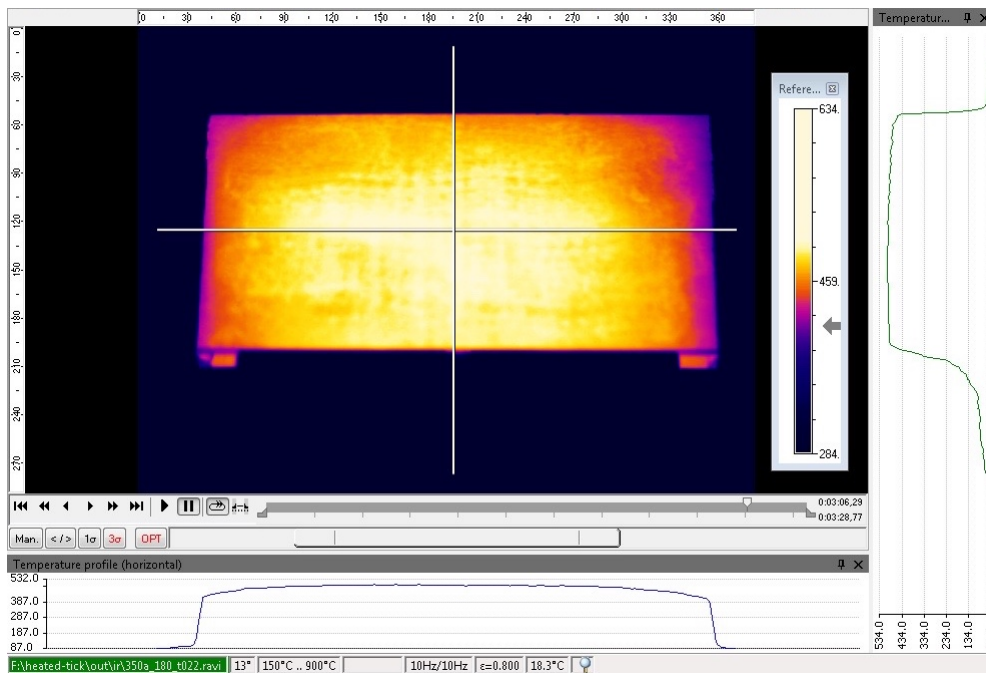 0 30 60 90 120 150 180 210 240 270 300 330 360
Temperatur...
0
30
60
90
120
150
180
210
240
270
Refere...
634.
459.
284.
0:03:06,29
0:03:28,77
Man. < / > 1σ 3σ OPT
534.0 434.0 334.0 234.0 134.0
Temperature profile (horizontal)
532.0
387.0
287.0
187.0
87.0
F:\heated-tick\out\ir\350a_180_t022.ravi 13° 150°C .. 900°C 10Hz/10Hz ε=0.800 18.3°C